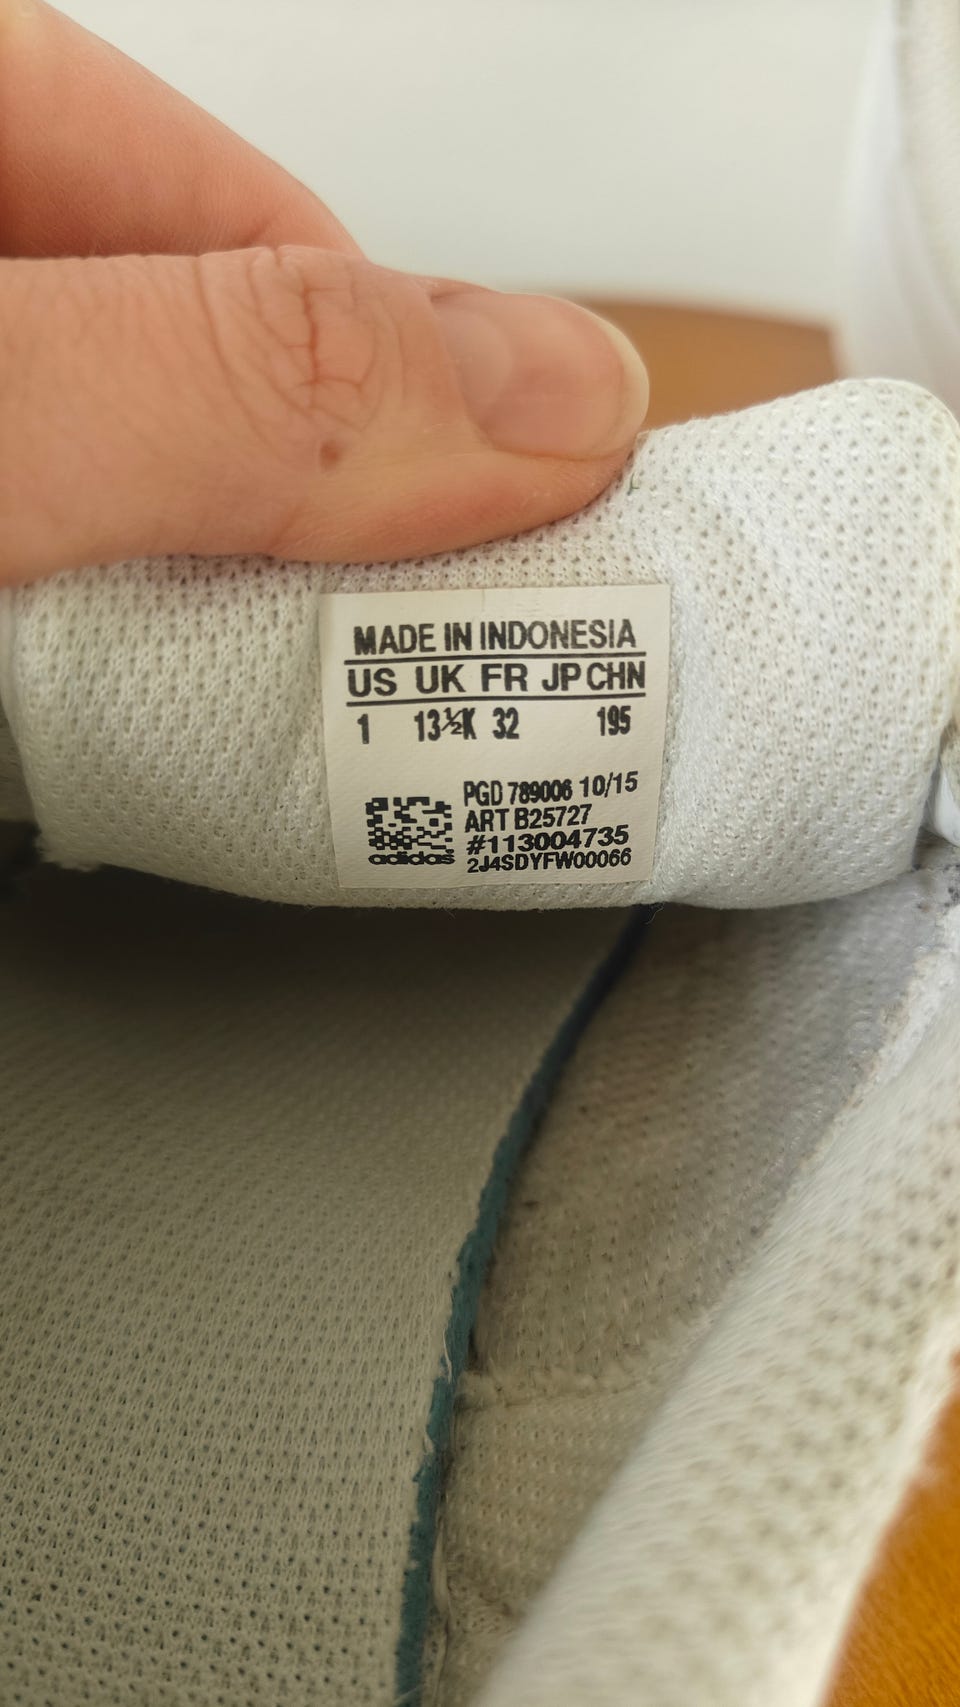 MADE IN INDONESIA
US UK FR JP CHN
1 13½K 32 195
PGD 789006 10/15
ART B25727
#113004735
2J4SDYFW00066
adidas